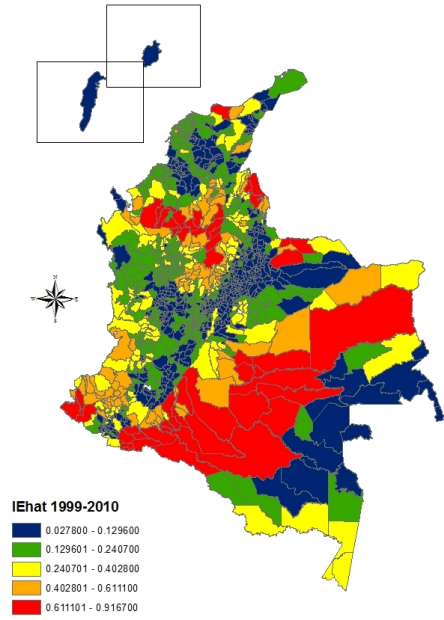 N
W
E
S
IEhat 1999-2010
0.027800 - 0.129600
0.129601 - 0.240700
0.240701 - 0.402800
0.402801 - 0.611100
0.611101 - 0.916700